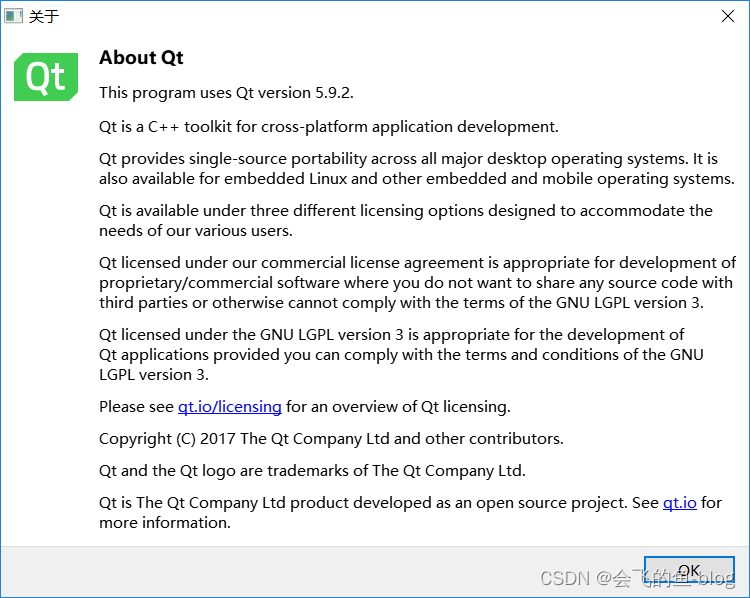 关于
Qt
About Qt
This program uses Qt version 5.9.2.
Qt is a C++ toolkit for cross-platform application development.
Qt provides single-source portability across all major desktop operating systems. It is
also available for embedded Linux and other embedded and mobile operating systems.
Qt is available under three different licensing options designed to accommodate the
needs of our various users.
Qt licensed under our commercial license agreement is appropriate for development of
proprietary/commercial software where you do not want to share any source code with
third parties or otherwise cannot comply with the terms of the GNU LGPL version 3.
Qt licensed under the GNU LGPL version 3 is appropriate for the development of
Qt applications provided you can comply with the terms and conditions of the GNU
LGPL version 3.
Please see qt.io/licensing for an overview of Qt licensing.
Copyright (C) 2017 The Qt Company Ltd and other contributors.
Qt and the Qt logo are trademarks of The Qt Company Ltd.
Qt is The Qt Company Ltd product developed as an open source project. See qt.io for
more information.
OK
CSDN @会飞的鱼-blog